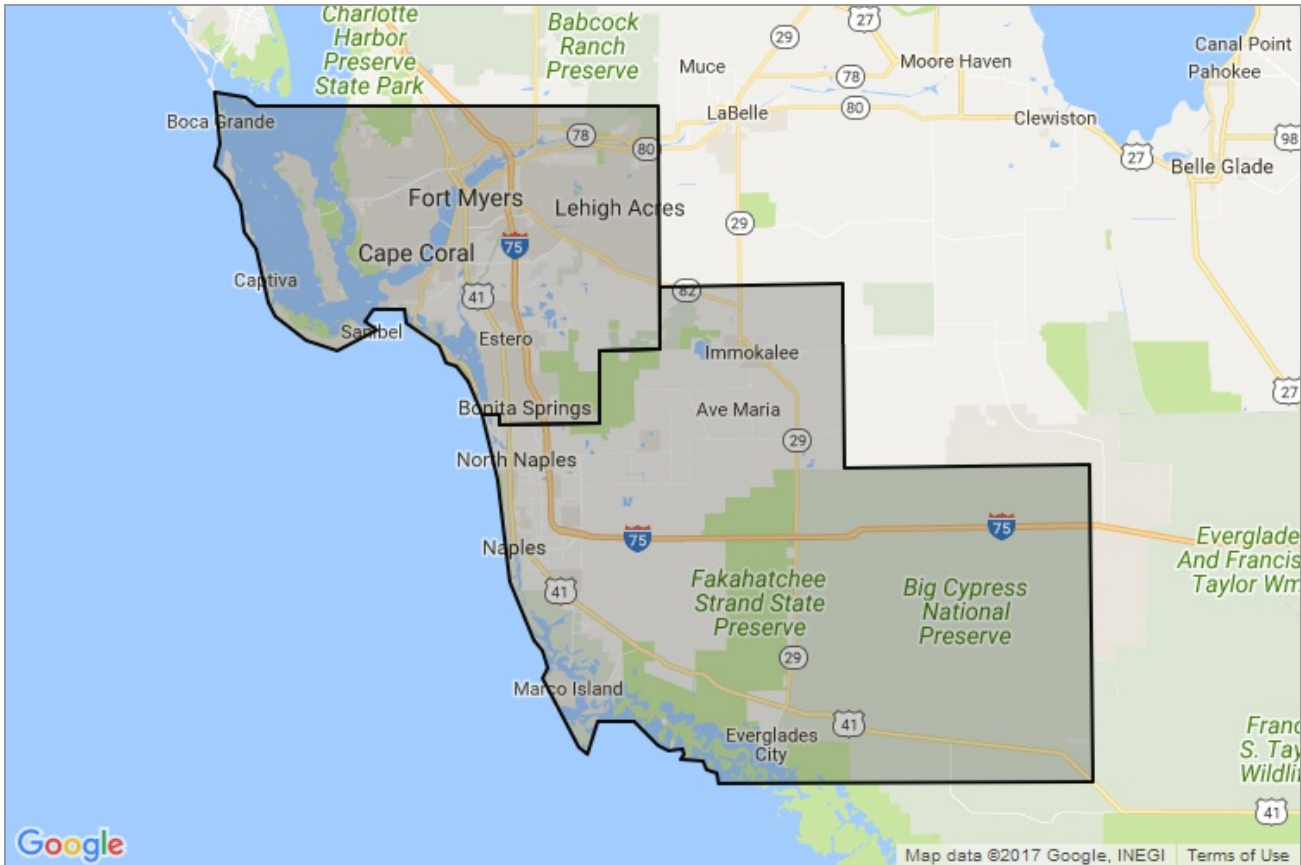 Charlotte
Harbor
Preserve
State Park
Babcock
Ranch
Preserve
27
29
27
Canal Point
Muce
Moore Haven
Pahokee
78
Boca Grande
LaBelle
80
Clewiston
78
80
98
27
Belle Glade
Fort Myers
Lehigh Acres
29
Cape Coral
75
Captiva
41
82
Sanibel
Estero
Immokalee
27
Bonita Springs
Ave Maria
29
North Naples
75
75
Naples
Everglade
And Francis
Taylor Wm
41
Fakahatchee
Strand State
Preserve
Big Cypress
National
Preserve
29
Marco Island
41
Everglades
City
Franc
S. Tay
Wildli
41
Google
Map data ©2017 Google, INEGI
Terms of Use